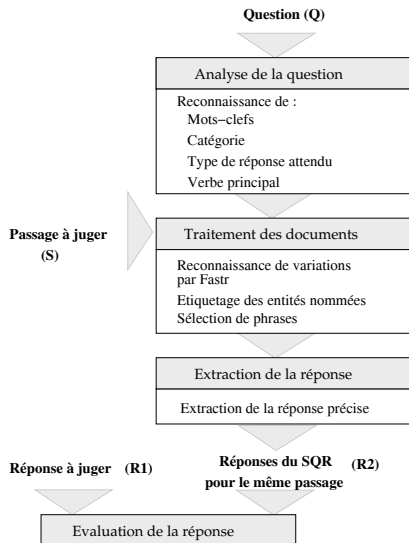 Question (Q)
Analyse de la question
Reconnaissance de :
Mots−clefs
Catégorie
Type de réponse attendu
Verbe principal
Passage à juger
(S)
Traitement des documents
Reconnaissance de variations
par Fastr
Etiquetage des entités nommées
Sélection de phrases
Extraction de la réponse
Extraction de la réponse précise
Réponse à juger (R1)
Réponses du SQR (R2)
pour le même passage
Evaluation de la réponse